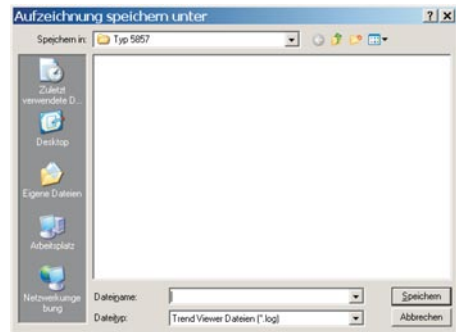 Aufzeichnung speichern unter
Speichern in: Typ 5857
Zuletzt
verwendete D...
Desktop
Eigene Dateien
Arbeitsplatz
Netzwerkumge
bung
Dateiname:
Speichern
Dateityp: Trend Viewer Dateien (*.log)
Abbrechen